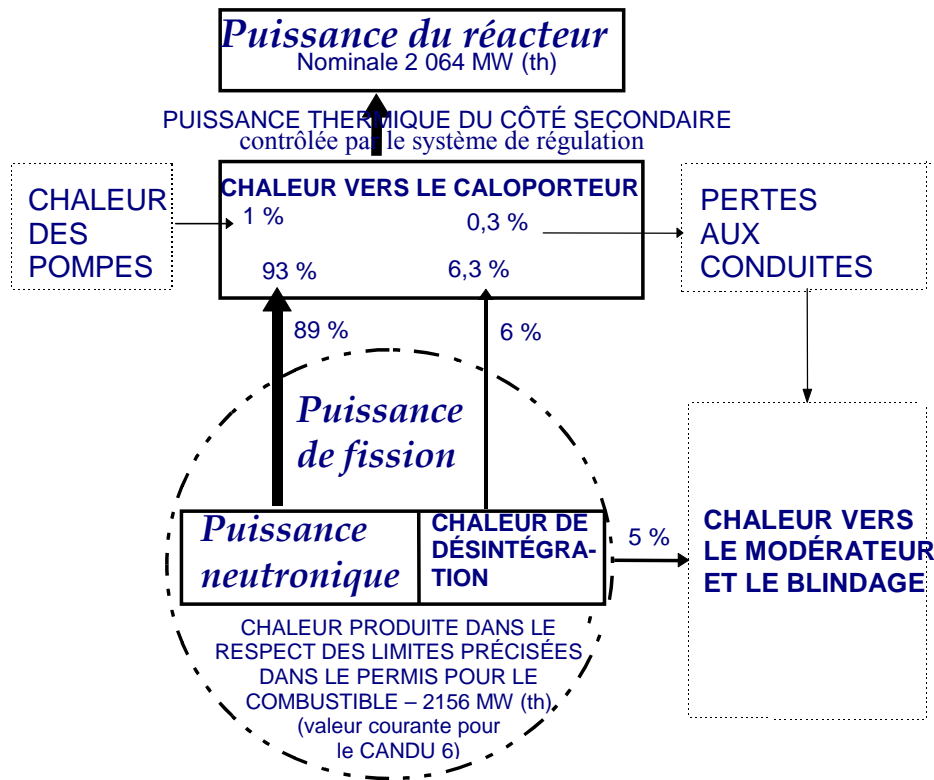 Puissance du réacteur
Nominale 2 064 MW (th)
PUISSANCE THERMIQUE DU CÔTÉ SECONDAIRE
contrôlée par le système de régulation
CHALEUR
DES
POMPES
CHALEUR VERS LE CALOPORTEUR
1 %
0,3 %
93 %
6,3 %
PERTES
AUX
CONDUITES
89 %
6 %
Puissance
de fission
Puissance
neutronique
CHALEUR DE
DÉSINTÉGRA-
TION
5 %
CHALEUR VERS
LE MODÉRATEUR
ET LE BLINDAGE
CHALEUR PRODUITE DANS LE
RESPECT DES LIMITES PRÉCISÉES
DANS LE PERMIS POUR LE
COMBUSTIBLE – 2156 MW (th)
(valeur courante pour
le CANDU 6)